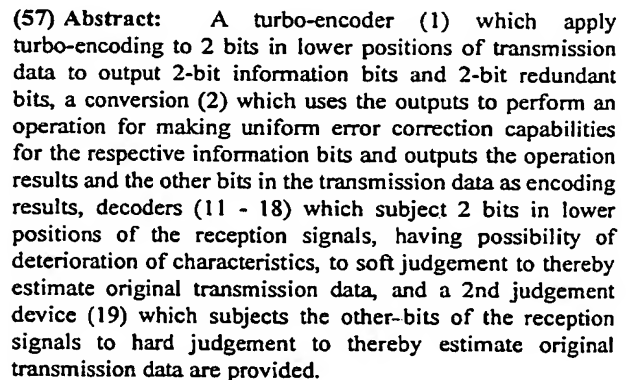 (57) Abstract: A turbo-encoder (1) which apply
turbo-encoding to 2 bits in lower positions of transmission
data to output 2-bit information bits and 2-bit redundant
bits, a conversion (2) which uses the outputs to perform an
operation for making uniform error correction capabilities
for the respective information bits and outputs the operation
results and the other bits in the transmission data as encoding
results, decoders (11 - 18) which subject 2 bits in lower
positions of the reception signals, having possibility of
deterioration of characteristics, to soft judgement to thereby
estimate original transmission data, and a 2nd judgement
device (19) which subjects the other-bits of the reception
signals to hard judgement to thereby estimate original
transmission data are provided.